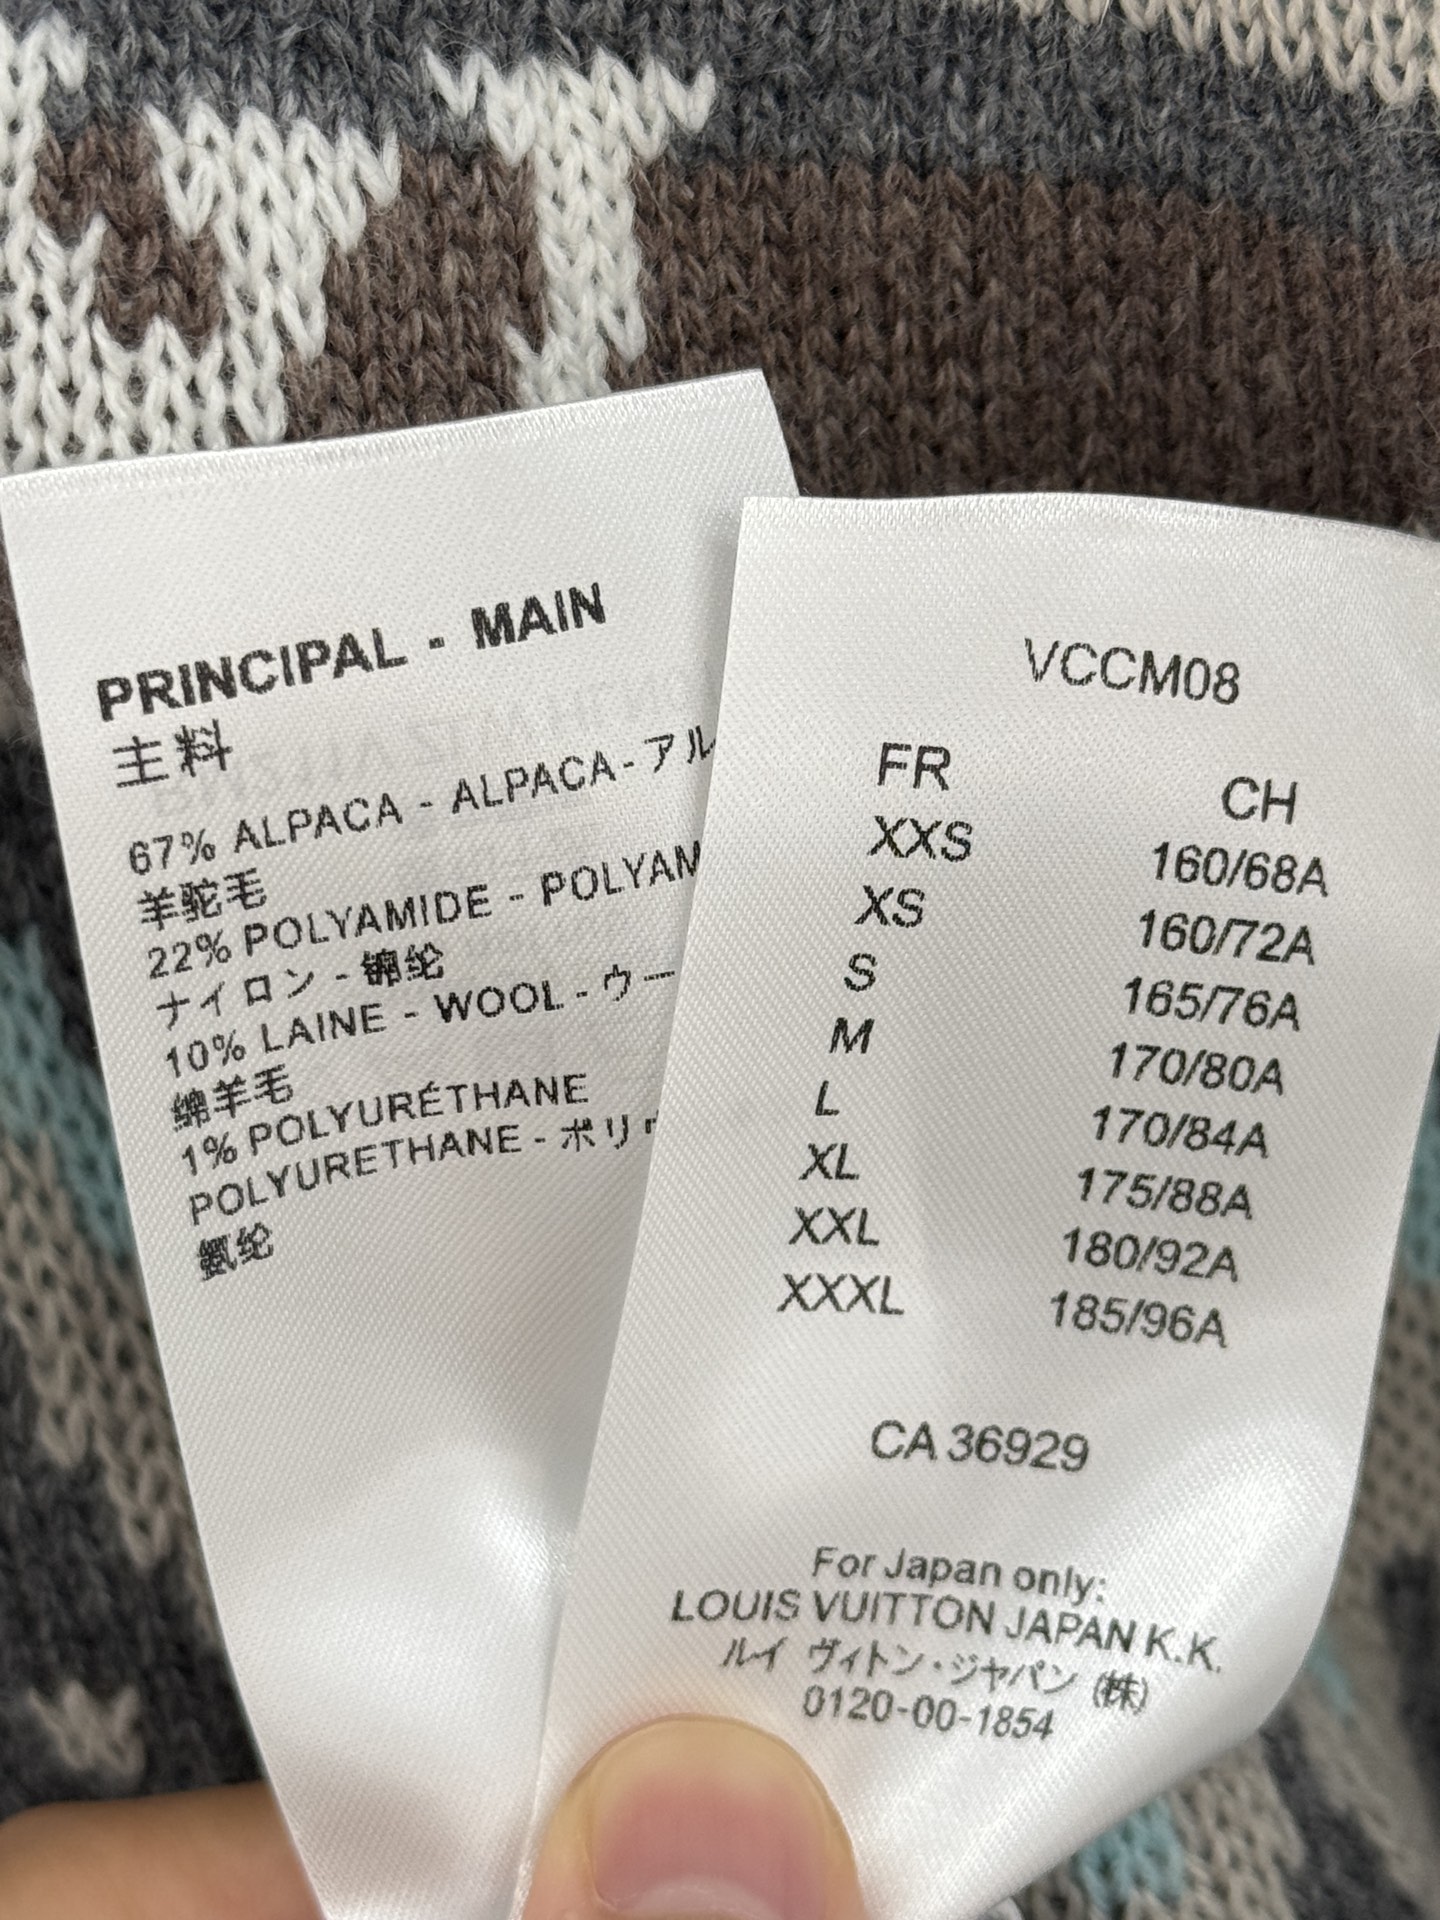 PRINCIPAL - MAIN
主料
67% ALPACA - ALPACA - アル
羊驼毛
22% POLYAMIDE - POLYAM
ナイロン - 锦纶
10% LAINE - WOOL - ウー
绵羊毛
1% POLYURÉTHANE
POLYURETHANE - ポリウ
氨纶
VCCM08
FR CH
XXS 160/68A
XS 160/72A
S 165/76A
M 170/80A
L 170/84A
XL 175/88A
XXL 180/92A
XXXL 185/96A
CA 36929
For Japan only:
LOUIS VUITTON JAPAN K.K.
ルイ ヴィトン・ジャパン (株)
0120-00-1854